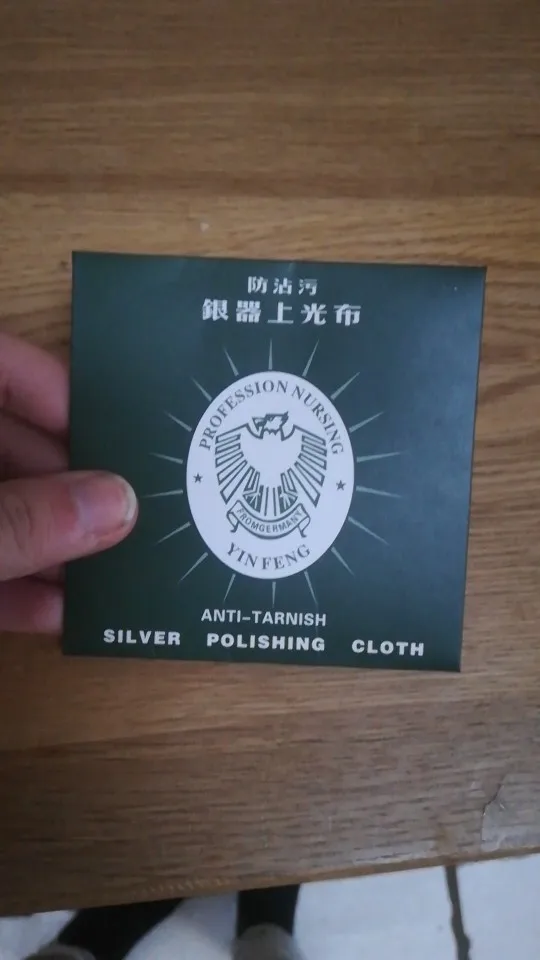 防沾污
銀器上光布
PROFESSION NURSING
FROMGERMANY
YIN FENG
ANTI-TARNISH
SILVER POLISHING CLOTH